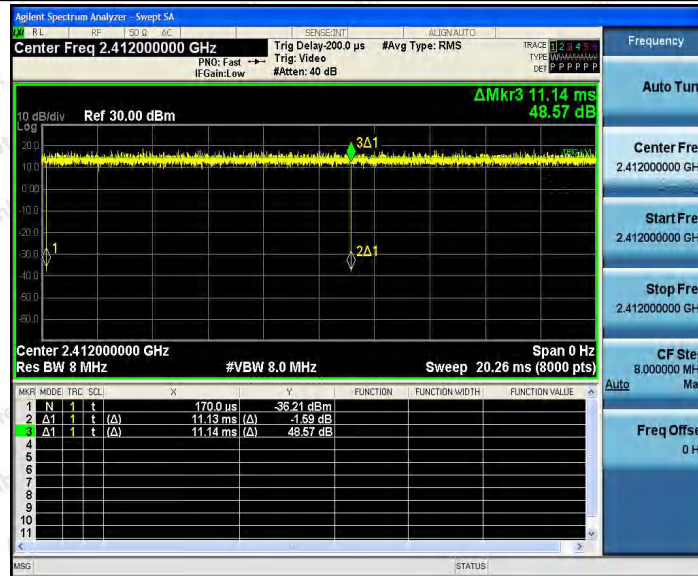 Agilent Spectrum Analyzer - Swept SA
RL RF 50 Ω AC SENSE:INT ALIGN AUTO
Center Freq 2.412000000 GHz
PNO: Fast
IFGain:Low
Trig Delay-200.0 µs
Trig: Video
#Atten: 40 dB
#Avg Type: RMS
TRACE 1 2 3 4 5 6
TYPE
DET P P P P P P
ΔMkr3 11.14 ms
48.57 dB
10 dB/div Ref 30.00 dBm
Log
20.0
10.0
0.00
-10.0
-20.0
-30.0
-40.0
-50.0
-60.0
3Δ1
1
2Δ1
Center 2.412000000 GHz Span 0 Hz
Res BW 8 MHz #VBW 8.0 MHz Sweep 20.26 ms (8000 pts)
MKR MODE TRC SCL X Y FUNCTION FUNCTION WIDTH FUNCTION VALUE
1 N 1 t 170.0 µs -36.21 dBm
2 Δ1 1 t (Δ) 11.13 ms (Δ) -1.59 dB
3 Δ1 1 t (Δ) 11.14 ms (Δ) 48.57 dB
4
5
6
7
8
9
10
11
MSG STATUS
Frequency
Auto Tun
Center Fre
2.412000000 GH
Start Fre
2.412000000 GH
Stop Fre
2.412000000 GH
CF Ste
8.000000 MH
Auto Ma
Freq Offse
0 H